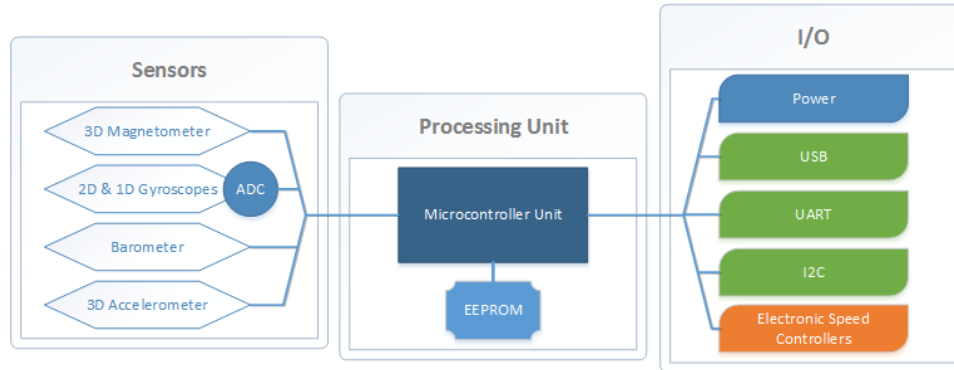 Sensors
3D Magnetometer
2D & 1D Gyroscopes
ADC
Barometer
3D Accelerometer
Processing Unit
Microcontroller Unit
EEPROM
I/O
Power
USB
UART
I2C
Electronic Speed
Controllers